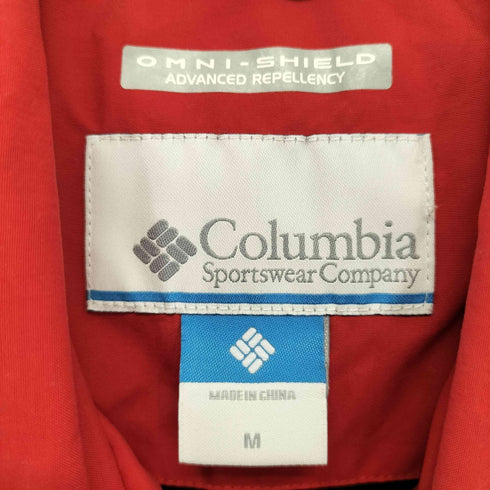 OMNI-SHIELD
ADVANCED REPELLENCY
Columbia
Sportswear Company
MADE IN CHINA
M